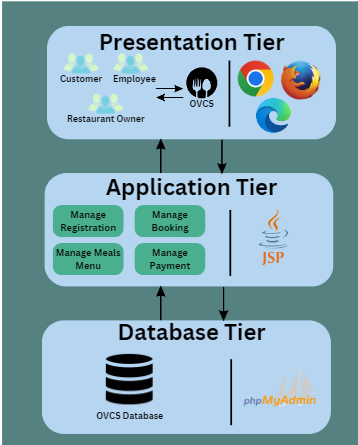 Presentation Tier
Customer
Employee
Restaurant Owner
OVCS
Application Tier
Manage
Registration
Manage
Booking
Manage Meals
Menu
Manage
Payment
JSP
Database Tier
OVCS Database
phpMyAdmin